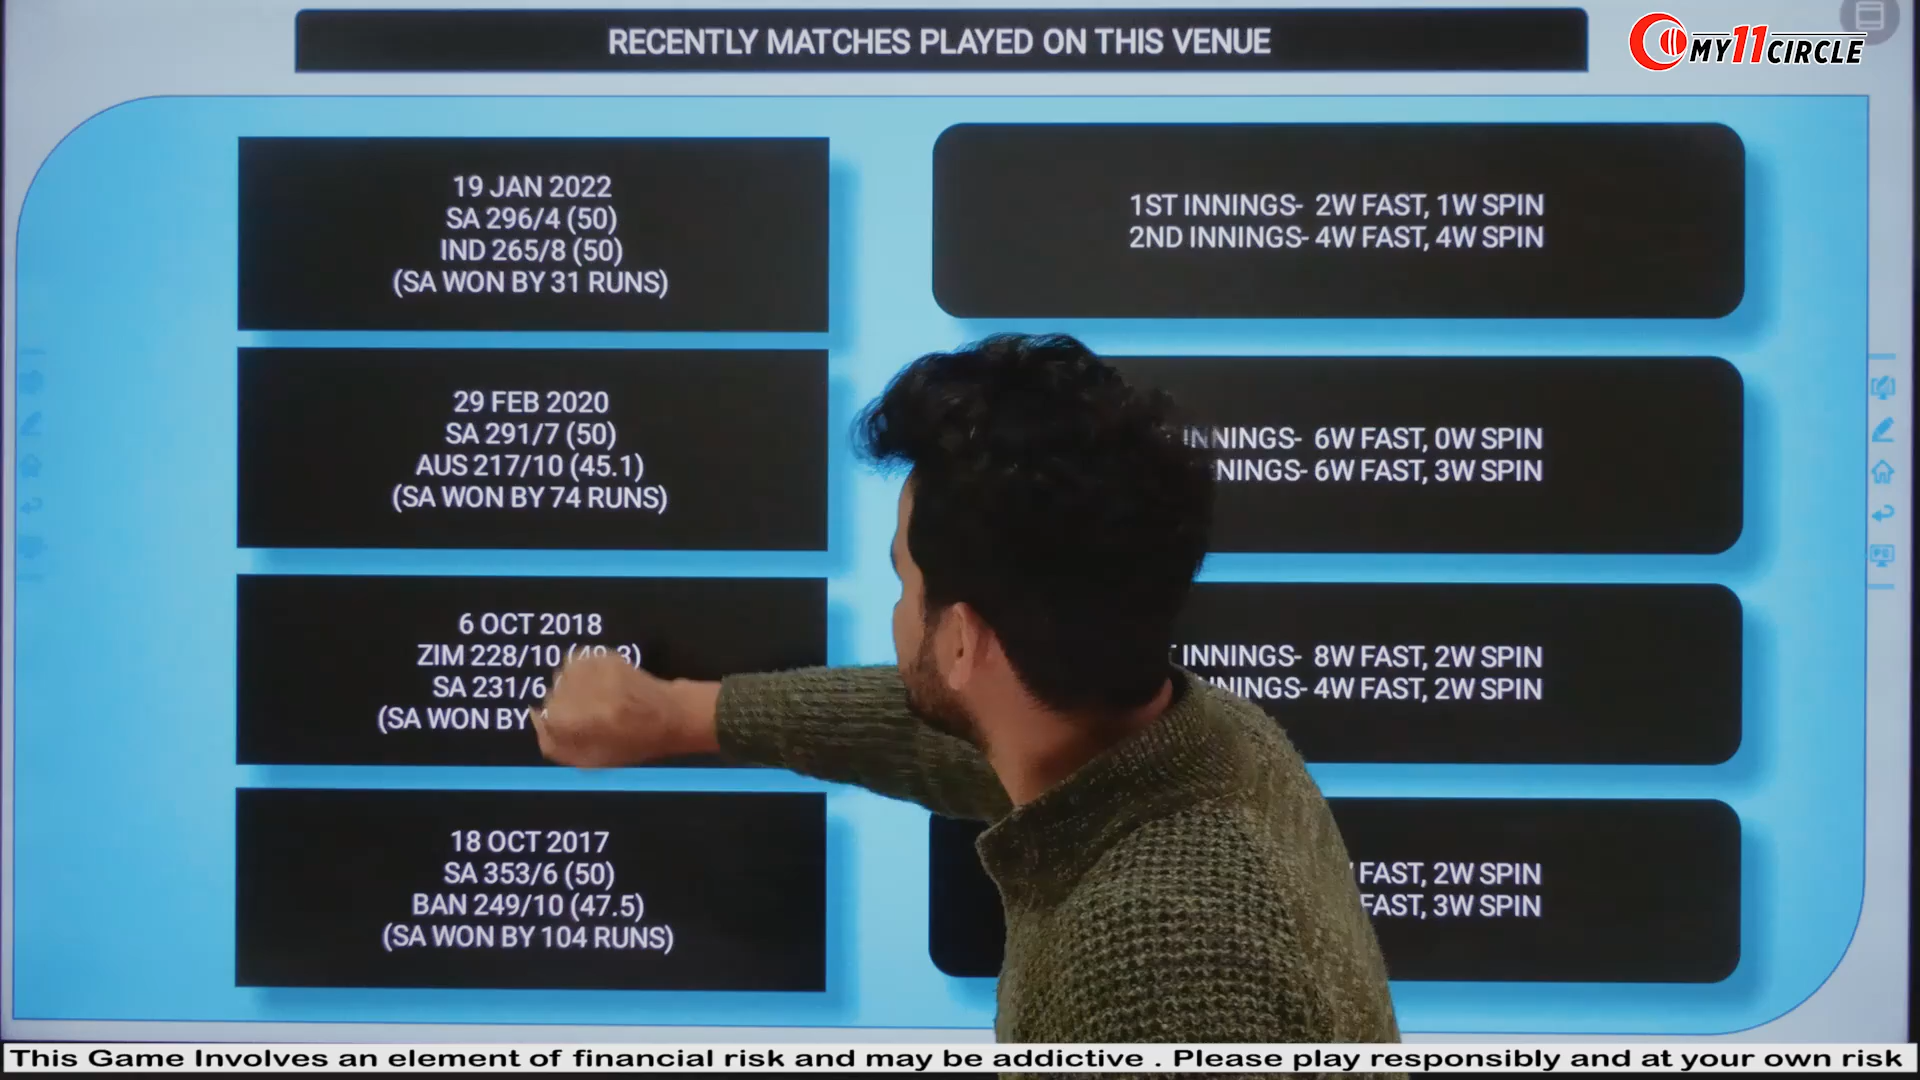 RECENTLY MATCHES PLAYED ON THIS VENUE
MY11CIRCLE
19 JAN 2022
SA 296/4 (50)
IND 265/8 (50)
(SA WON BY 31 RUNS)
1ST INNINGS- 2W FAST, 1W SPIN
2ND INNINGS- 4W FAST, 4W SPIN
29 FEB 2020
SA 291/7 (50)
AUS 217/10 (45.1)
(SA WON BY 74 RUNS)
INNINGS- 6W FAST, 0W SPIN
INNINGS- 6W FAST, 3W SPIN
6 OCT 2018
ZIM 228/10
SA 231/6
(SA WON BY
INNINGS- 8W FAST, 2W SPIN
INNINGS- 4W FAST, 2W SPIN
18 OCT 2017
SA 353/6 (50)
BAN 249/10 (47.5)
(SA WON BY 104 RUNS)
FAST, 2W SPIN
FAST, 3W SPIN
This Game Involves an element of financial risk and may be addictive . Please play responsibly and at your own risk